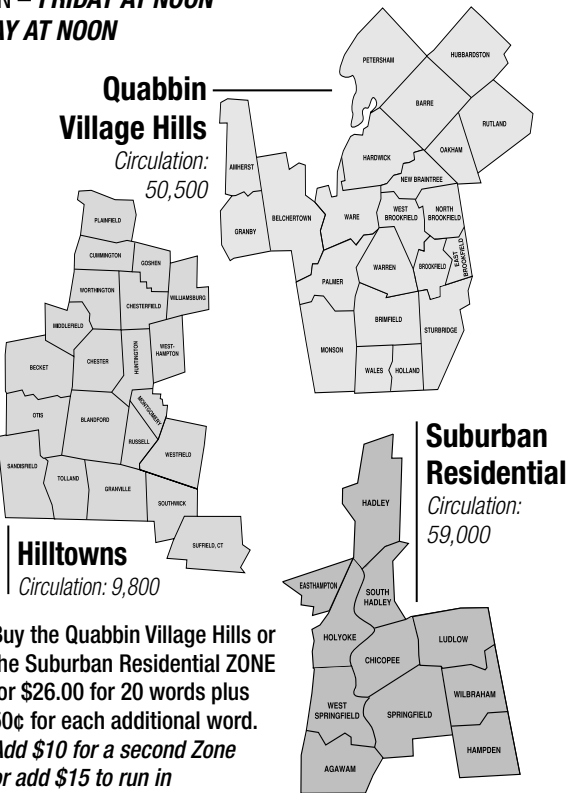 N – FRIDAY AT NOON
AY AT NOON
Quabbin
Village Hills
Circulation:
50,500
PETERSHAM
HUBBARDSTON
BARRE
RUTLAND
OAKHAM
HARDWICK
NEW BRAINTREE
AMHERST
GRANBY
BELCHERTOWN
WARE
WEST
BROOKFIELD
NORTH
BROOKFIELD
EAST
BROOKFIELD
BROOKFIELD
WARREN
PALMER
BRIMFIELD
STURBRIDGE
MONSON
WALES
HOLLAND
PLAINFIELD
CUMMINGTON
GOSHEN
WORTHINGTON
CHESTERFIELD
WILLIAMSBURG
MIDDLEFIELD
BECKET
CHESTER
HUNTINGTON
WEST-
HAMPTON
OTIS
BLANDFORD
MONTGOMERY
RUSSELL
WESTFIELD
SANDISFIELD
TOLLAND
GRANVILLE
SOUTHWICK
SUFFIELD, CT
Hilltowns
Circulation: 9,800
Suburban
Residential
Circulation:
59,000
HADLEY
EASTHAMPTON
SOUTH
HADLEY
HOLYOKE
CHICOPEE
LUDLOW
WEST
SPRINGFIELD
SPRINGFIELD
WILBRAHAM
HAMPDEN
AGAWAM
Buy the Quabbin Village Hills or
the Suburban Residential ZONE
for $26.00 for 20 words plus
50¢ for each additional word.
Add $10 for a second Zone
or add $15 to run in